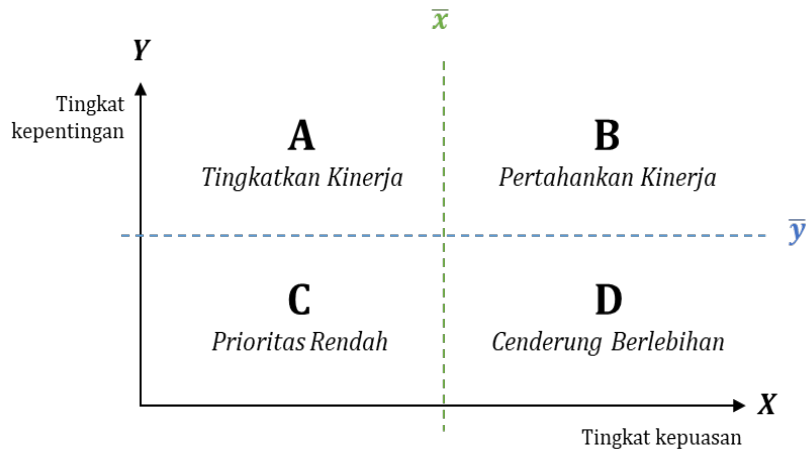 x̅
Y
Tingkat
kepentingan
A
Tingkatkan Kinerja
B
Pertahankan Kinerja
y̅
C
Prioritas Rendah
D
Cenderung Berlebihan
X
Tingkat kepuasan